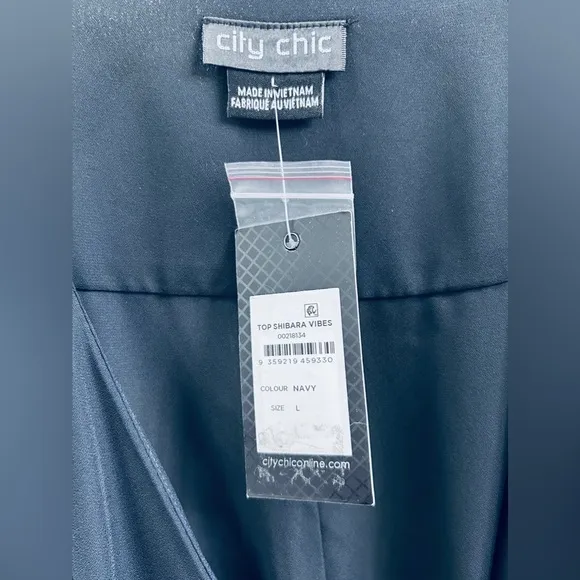 city chic
L
MADE IN VIETNAM
FABRIQUÉ AU VIETNAM
TOP SHIBARA VIBES
00218134
9 359219 459330
COLOUR NAVY
SIZE L
citychiconline.com